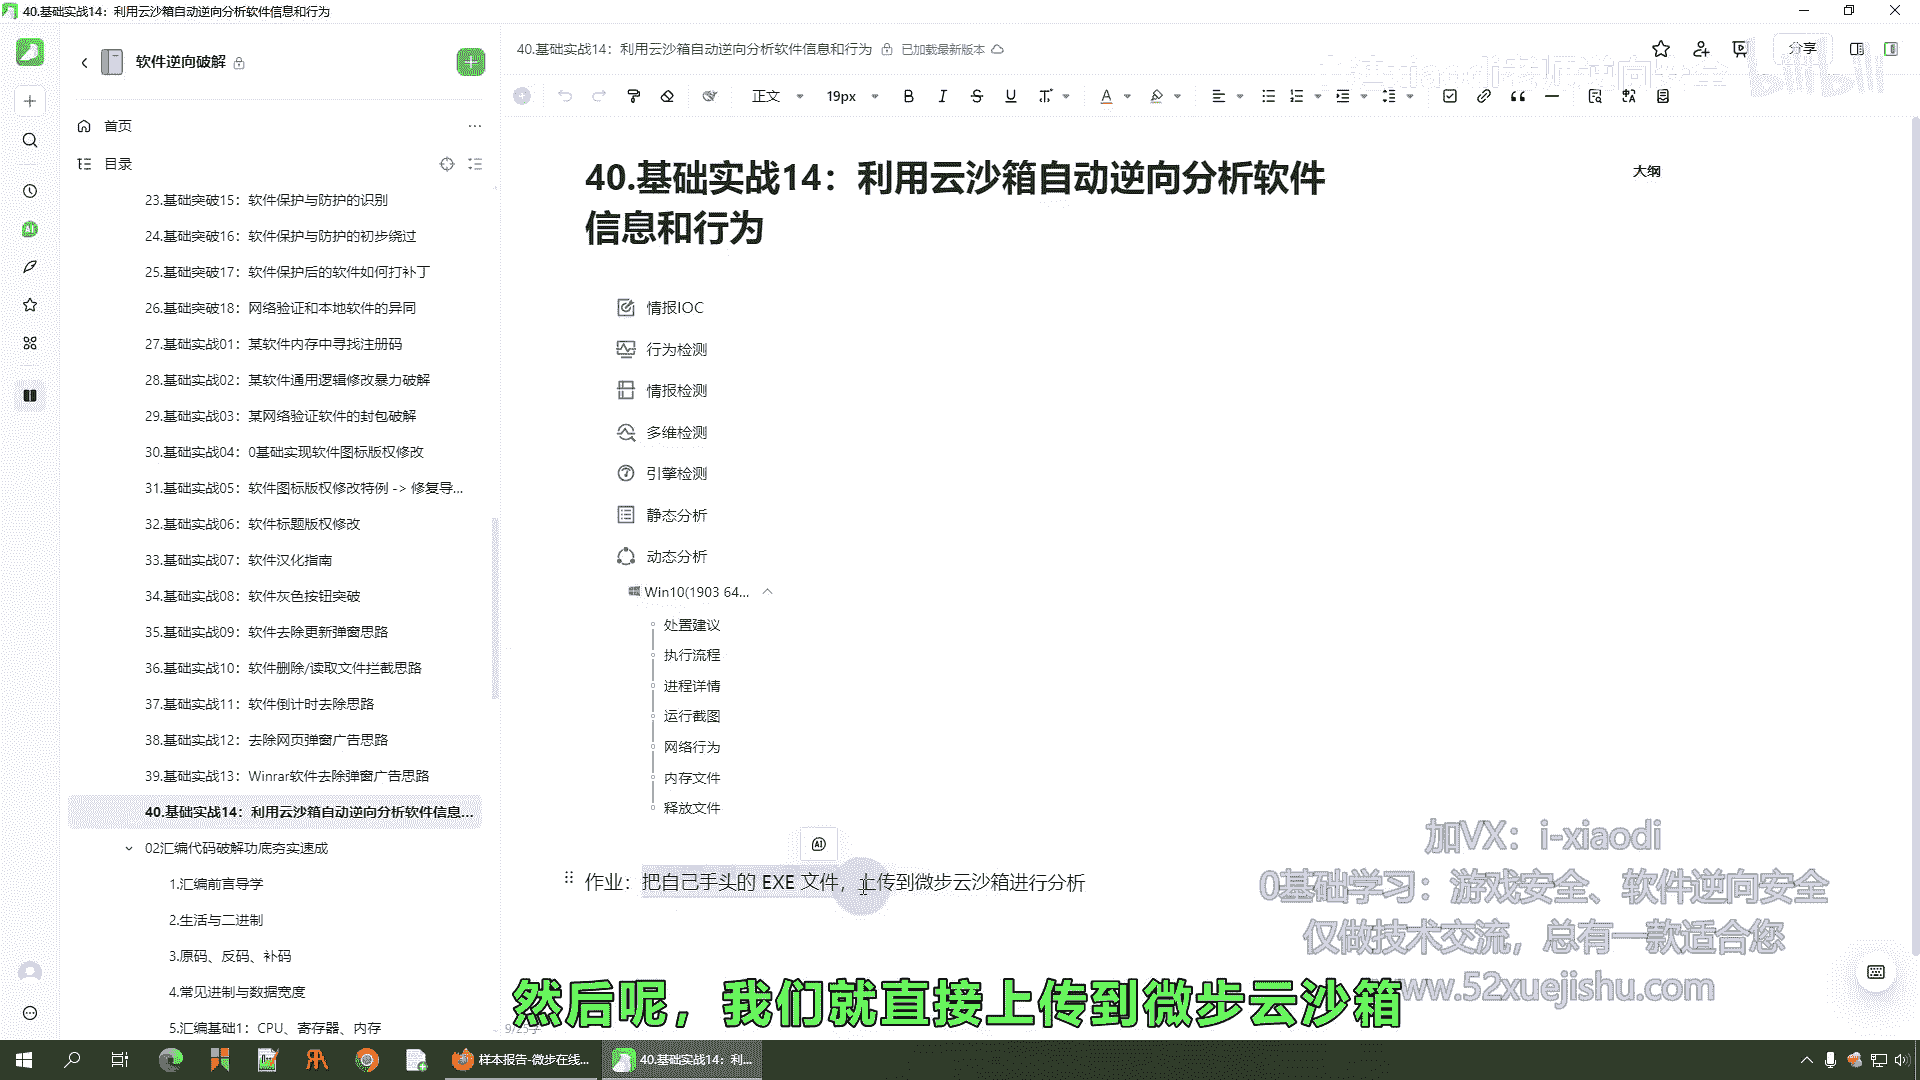 40.基础实战14：利用云沙箱自动逆向分析软件信息和行为
软件逆向破解
首页
目录
23.基础突破15：软件保护与防护的识别
24.基础突破16：软件保护与防护的初步绕过
25.基础突破17：软件保护后的软件如何打补丁
26.基础突破18：网络验证和本地软件的异同
27.基础实战01：某软件内存中寻找注册码
28.基础实战02：某软件通用逻辑修改暴力破解
29.基础实战03：某网络验证软件的封包破解
30.基础实战04：0基础实现软件图标版权修改
31.基础实战05：软件图标版权修改特例 -> 修复导...
32.基础实战06：软件标题版权修改
33.基础实战07：软件汉化指南
34.基础实战08：软件灰色按钮突破
35.基础实战09：软件去除更新弹窗思路
36.基础实战10：软件删除/读取文件拦截思路
37.基础实战11：软件倒计时去除思路
38.基础实战12：去除网页弹窗广告思路
39.基础实战13：Winrar软件去除弹窗广告思路
40.基础实战14：利用云沙箱自动逆向分析软件信息...
02汇编代码破解功底夯实速成
1.汇编前言导学
2.生活与二进制
3.原码、反码、补码
4.常见进制与数据宽度
5.汇编基础1：CPU、寄存器、内存
40.基础实战14：利用云沙箱自动逆向分析软件信息和行为 已加载最新版本
分享
bilibili
正文 19px
40.基础实战14：利用云沙箱自动逆向分析软件
信息和行为
大纲
情报IOC
行为检测
情报检测
多维检测
引擎检测
静态分析
动态分析
Win10(1903 64...
处置建议
执行流程
进程详情
运行截图
网络行为
内存文件
释放文件
作业：把自己手头的 EXE 文件，上传到微步云沙箱进行分析
加VX：i-xiaodi
0基础学习：游戏安全、软件逆向安全
仅做技术交流，总有一款适合您
www.52xuejishu.com
然后呢，我们就直接上传到微步云沙箱
样本报告-微步在线...
40.基础实战14：利...